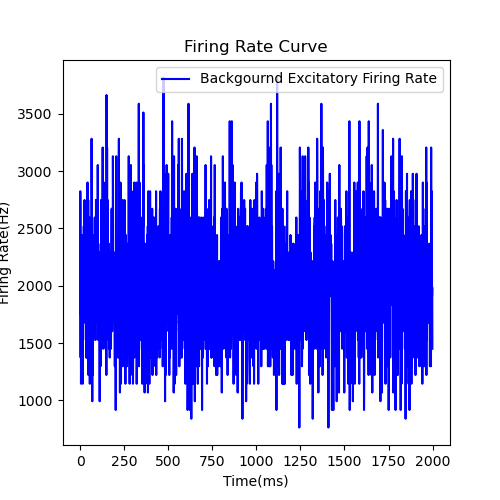 Firing Rate Curve
Backgournd Excitatory Firing Rate
Firing Rate(Hz)
3500
3000
2500
2000
1500
1000
0 250 500 750 1000 1250 1500 1750 2000
Time(ms)